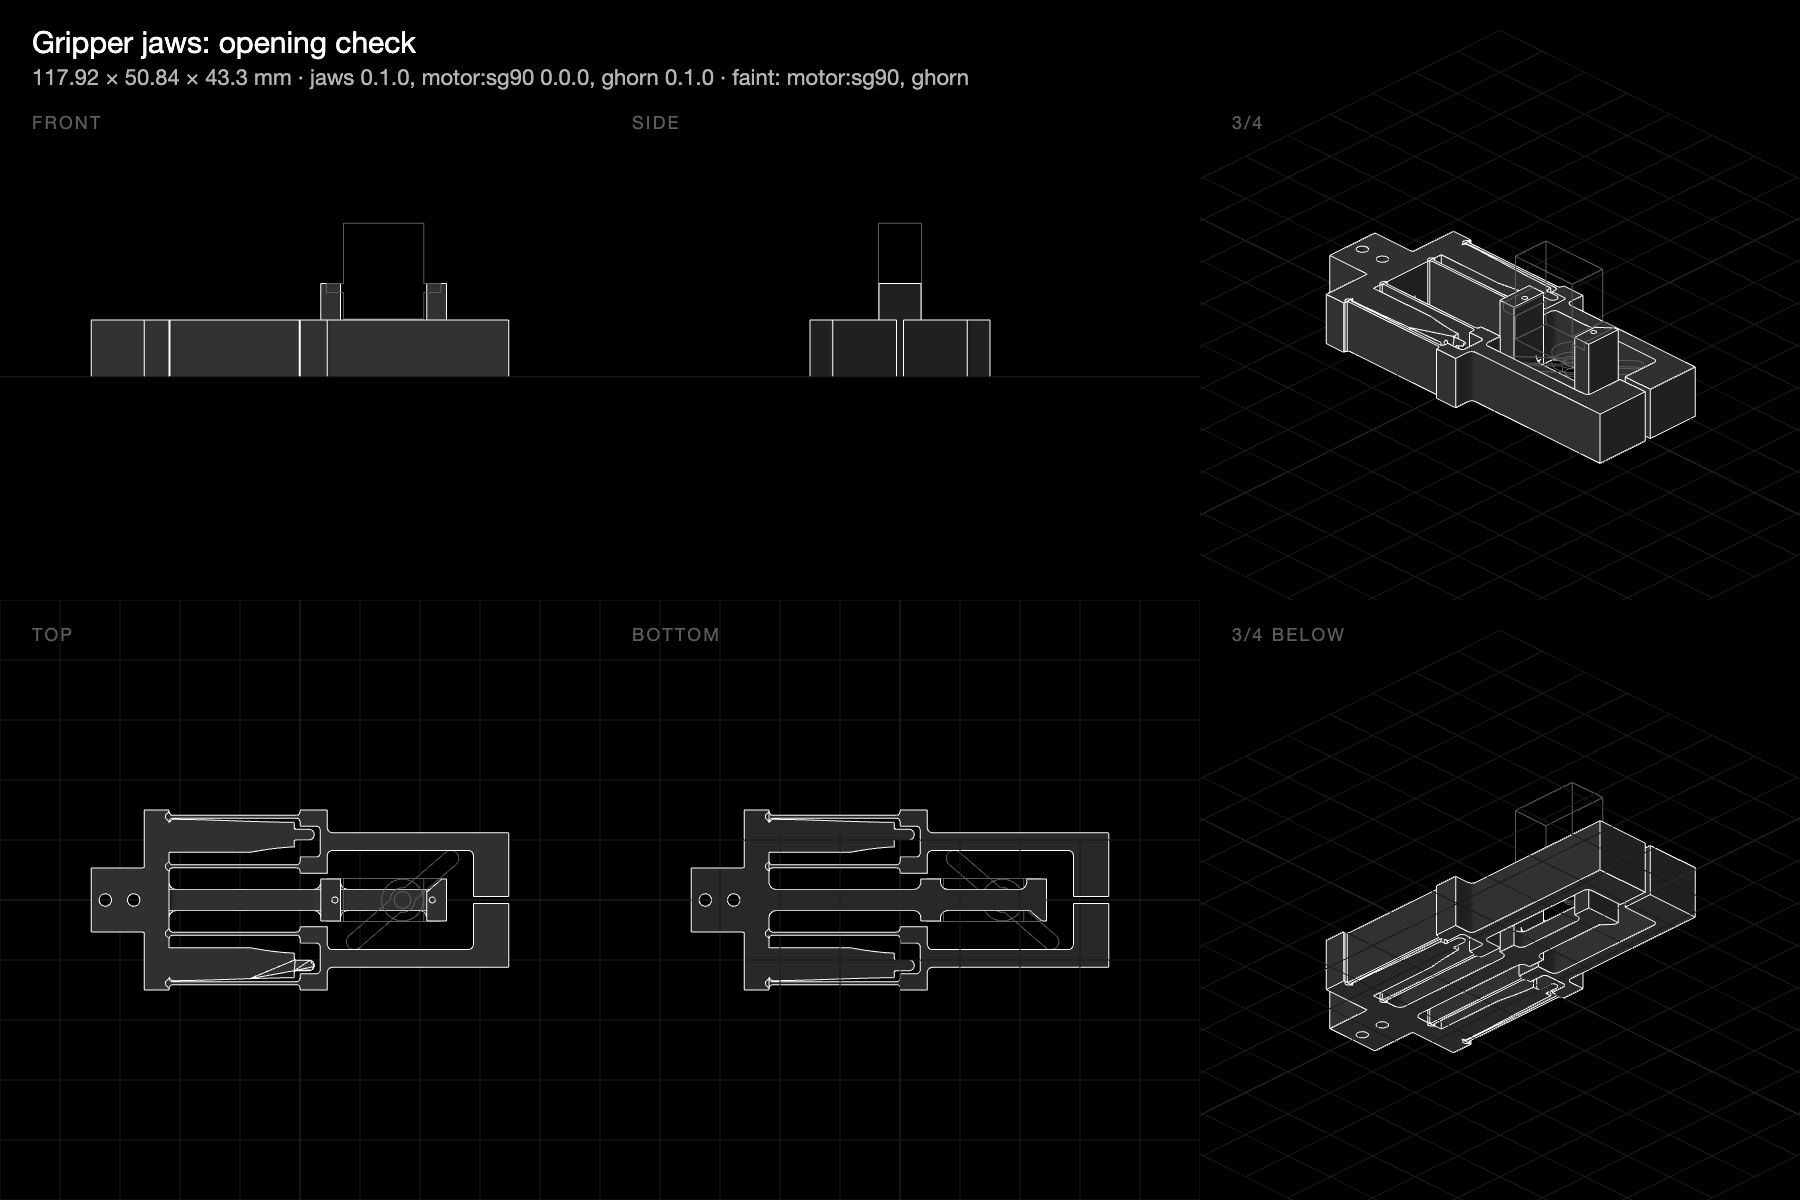 Gripper jaws: opening check
117.92 × 50.84 × 43.3 mm · jaws 0.1.0, motor:sg90 0.0.0, ghorn 0.1.0 · faint: motor:sg90, ghorn
FRONT
SIDE
3/4
TOP
BOTTOM
3/4 BELOW